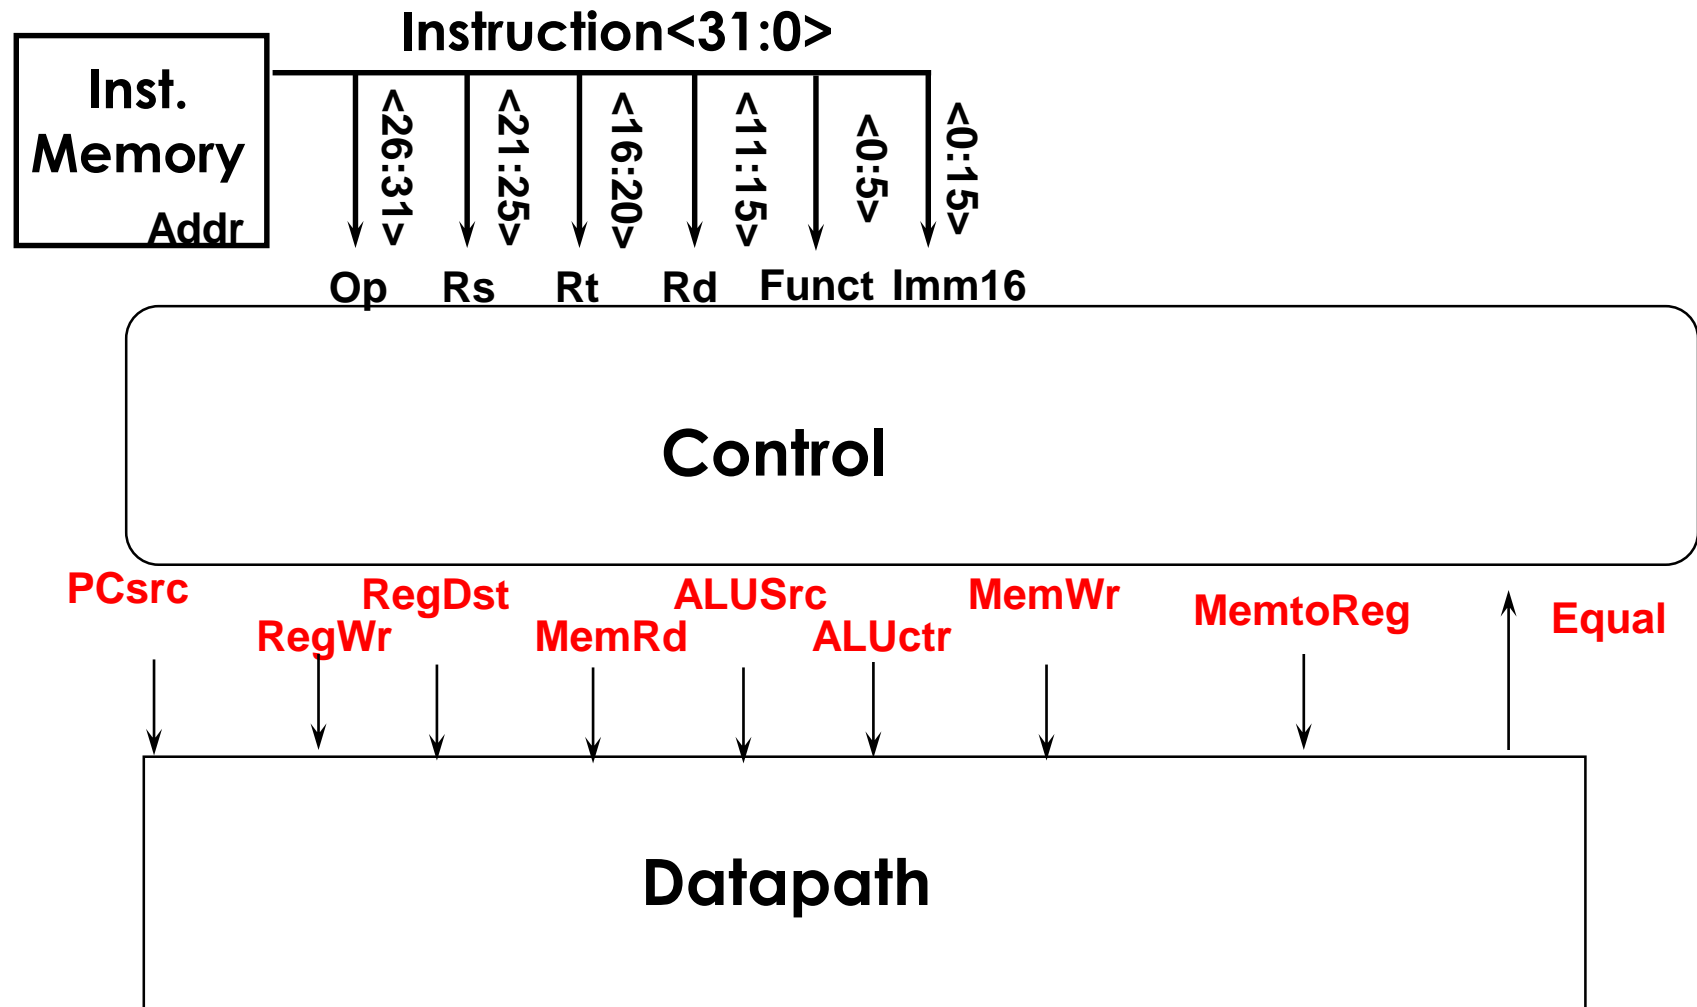 Instruction<31:0>
Inst.
Memory
Addr
<26:31>
<21:25>
<16:20>
<11:15>
<0:5>
<0:15>
Op Rs Rt Rd Funct Imm16
Control
PCsrc RegDst ALUSrc MemWr MemtoReg Equal
RegWr MemRd ALUctr
Datapath